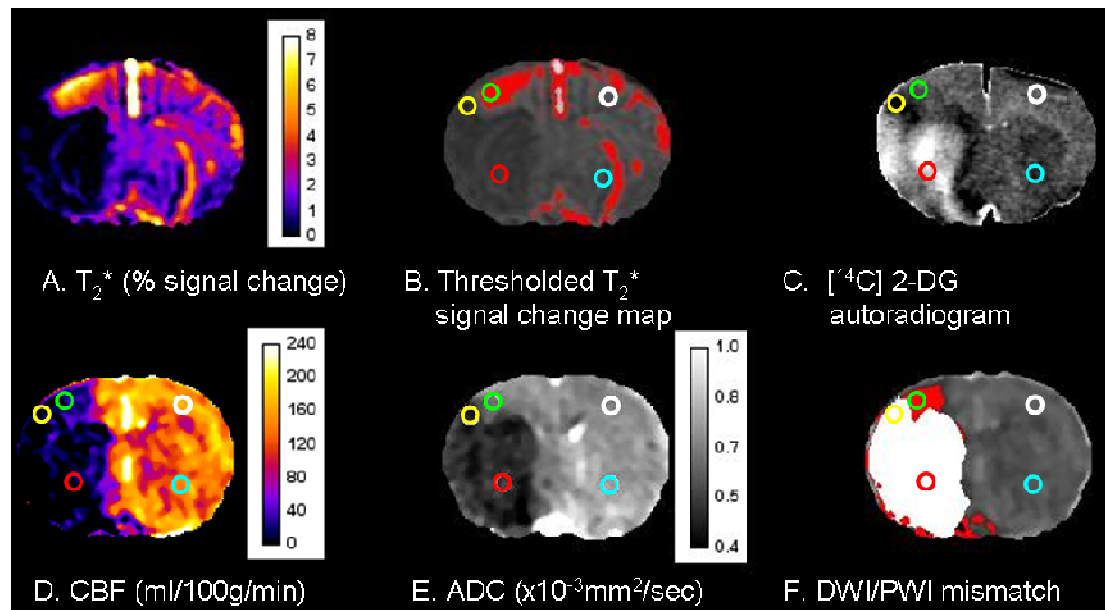 8
7
6
5
4
3
2
1
0
A. T2* (% signal change)
B. Thresholded T2*
signal change map
C. [14C] 2-DG
autoradiogram
240
200
160
120
80
40
0
1.0
0.8
0.7
0.5
0.4
D. CBF (ml/100g/min)
E. ADC (x10-3mm2/sec)
F. DWI/PWI mismatch